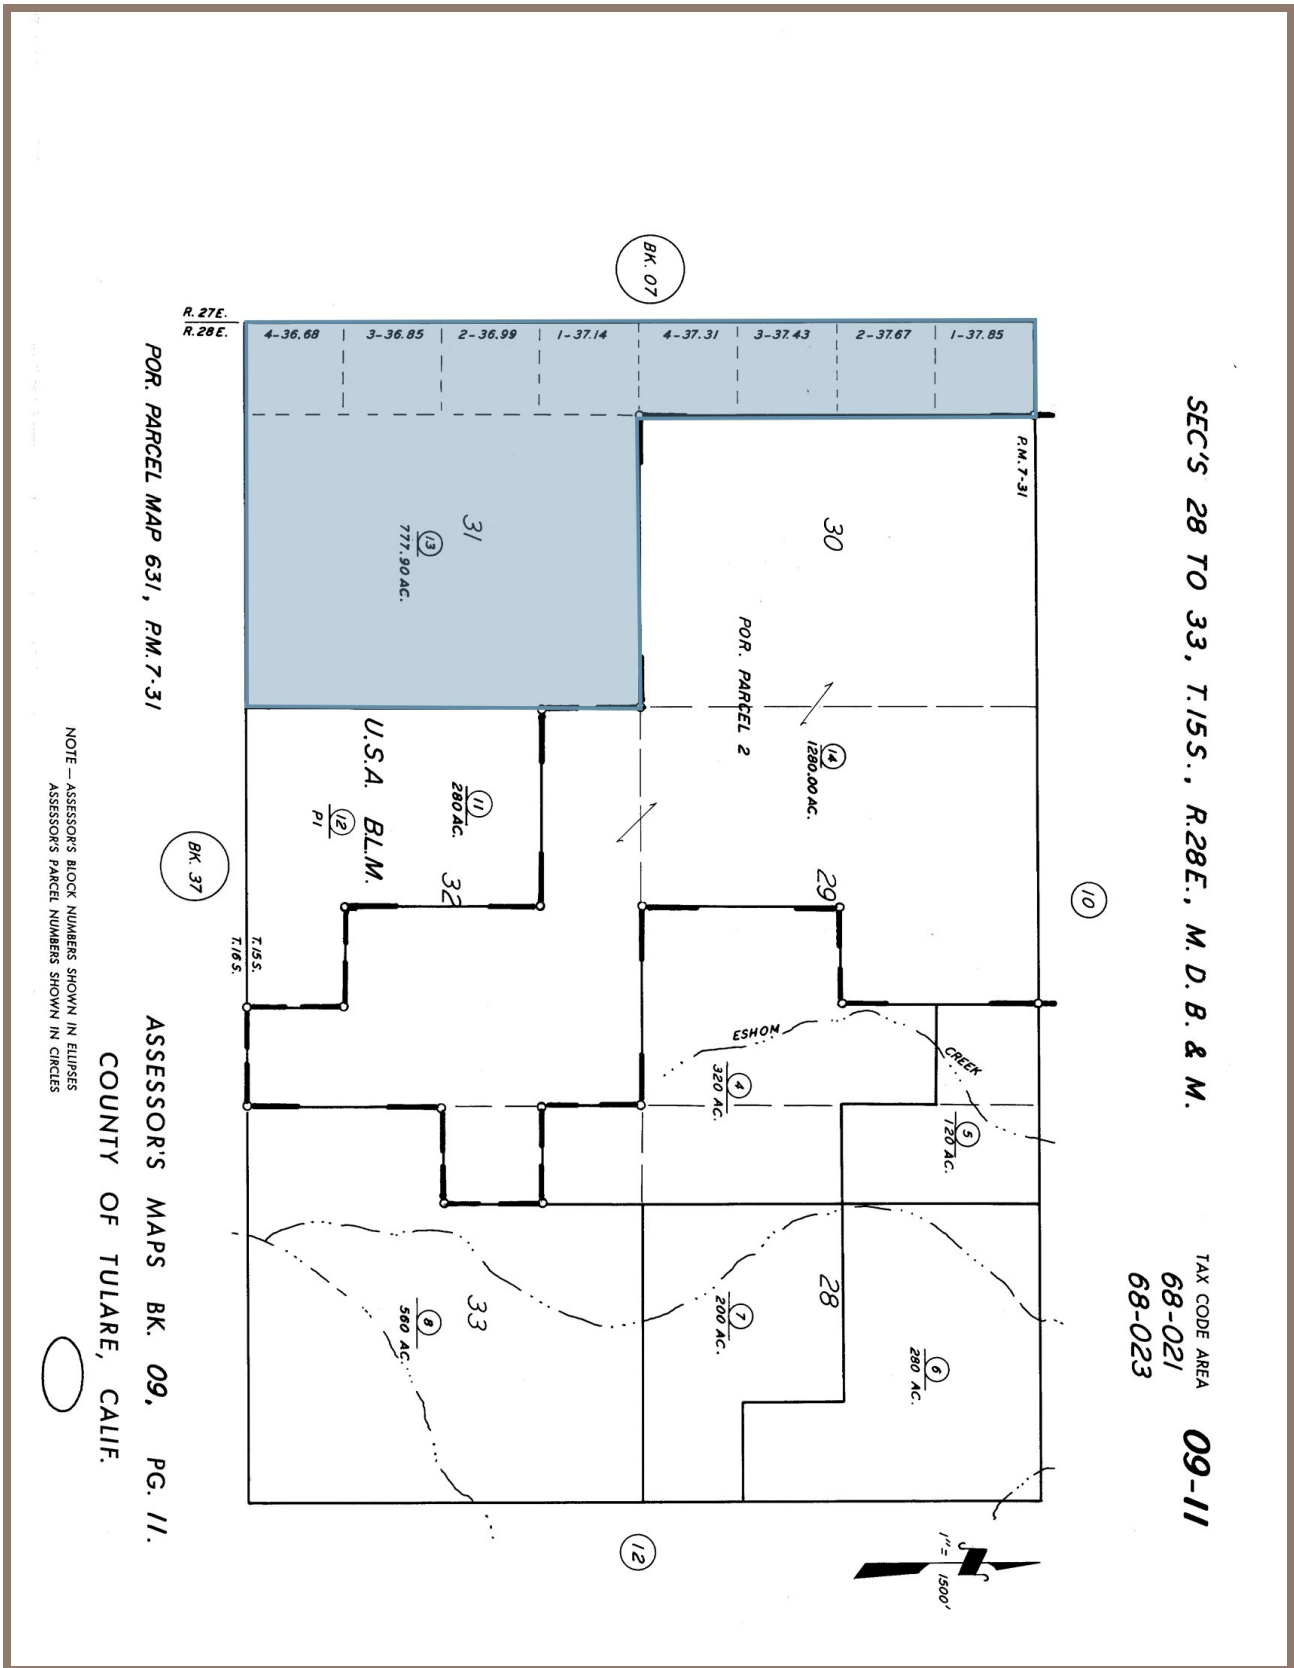 SEC'S 28 TO 33, T.15S., R.28E., M. D. B. & M.
TAX CODE AREA
68-021
68-023
09-11
BK. 07
10
R. 27E.
R. 28E.
4-36.68
3-36.85
2-36.99
1-37.14
4-37.31
3-37.43
2-37.67
1-37.85
P.M. 7-31
30
31
13
777.90 AC.
POR. PARCEL 2
14
1280.00 AC.
29
U.S.A. B.L.M.
11
280 AC.
12
P1
32
T.15S.
T.16S.
BK. 37
ESHOM
CREEK
4
320 AC.
5
120 AC.
28
7
200 AC.
6
280 AC.
33
8
560 AC.
12
1" = 1500'
POR. PARCEL MAP 631, P.M. 7-31
NOTE — ASSESSOR'S BLOCK NUMBERS SHOWN IN ELLIPSES
ASSESSOR'S PARCEL NUMBERS SHOWN IN CIRCLES
ASSESSOR'S MAPS BK. 09, PG. 11.
COUNTY OF TULARE, CALIF.